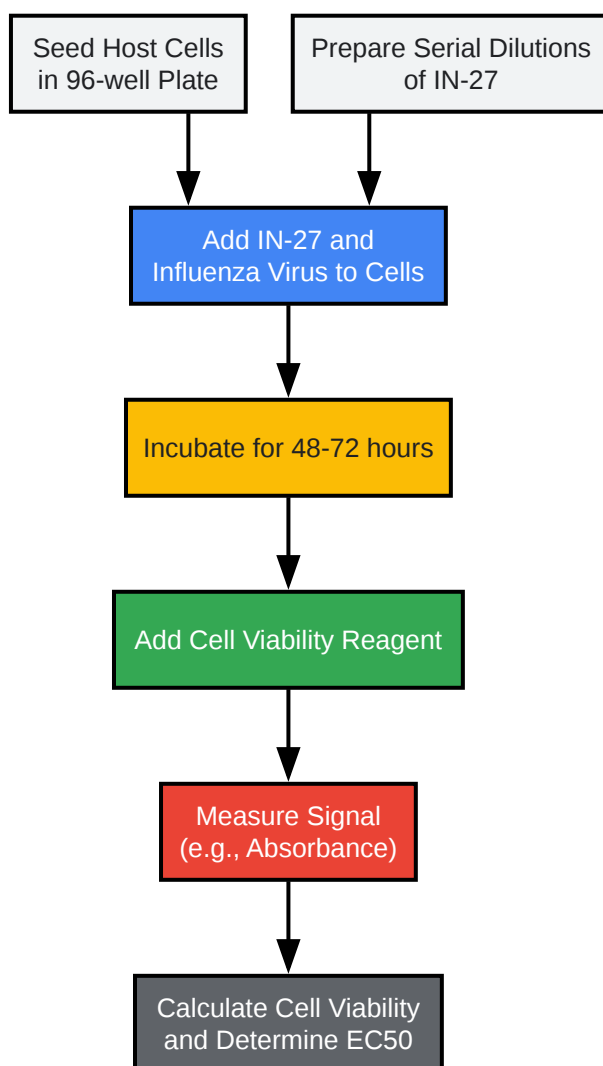 Seed Host Cells
in 96-well Plate
Prepare Serial Dilutions
of IN-27
Add IN-27 and
Influenza Virus to Cells
Incubate for 48-72 hours
Add Cell Viability Reagent
Measure Signal
(e.g., Absorbance)
Calculate Cell Viability
and Determine EC50